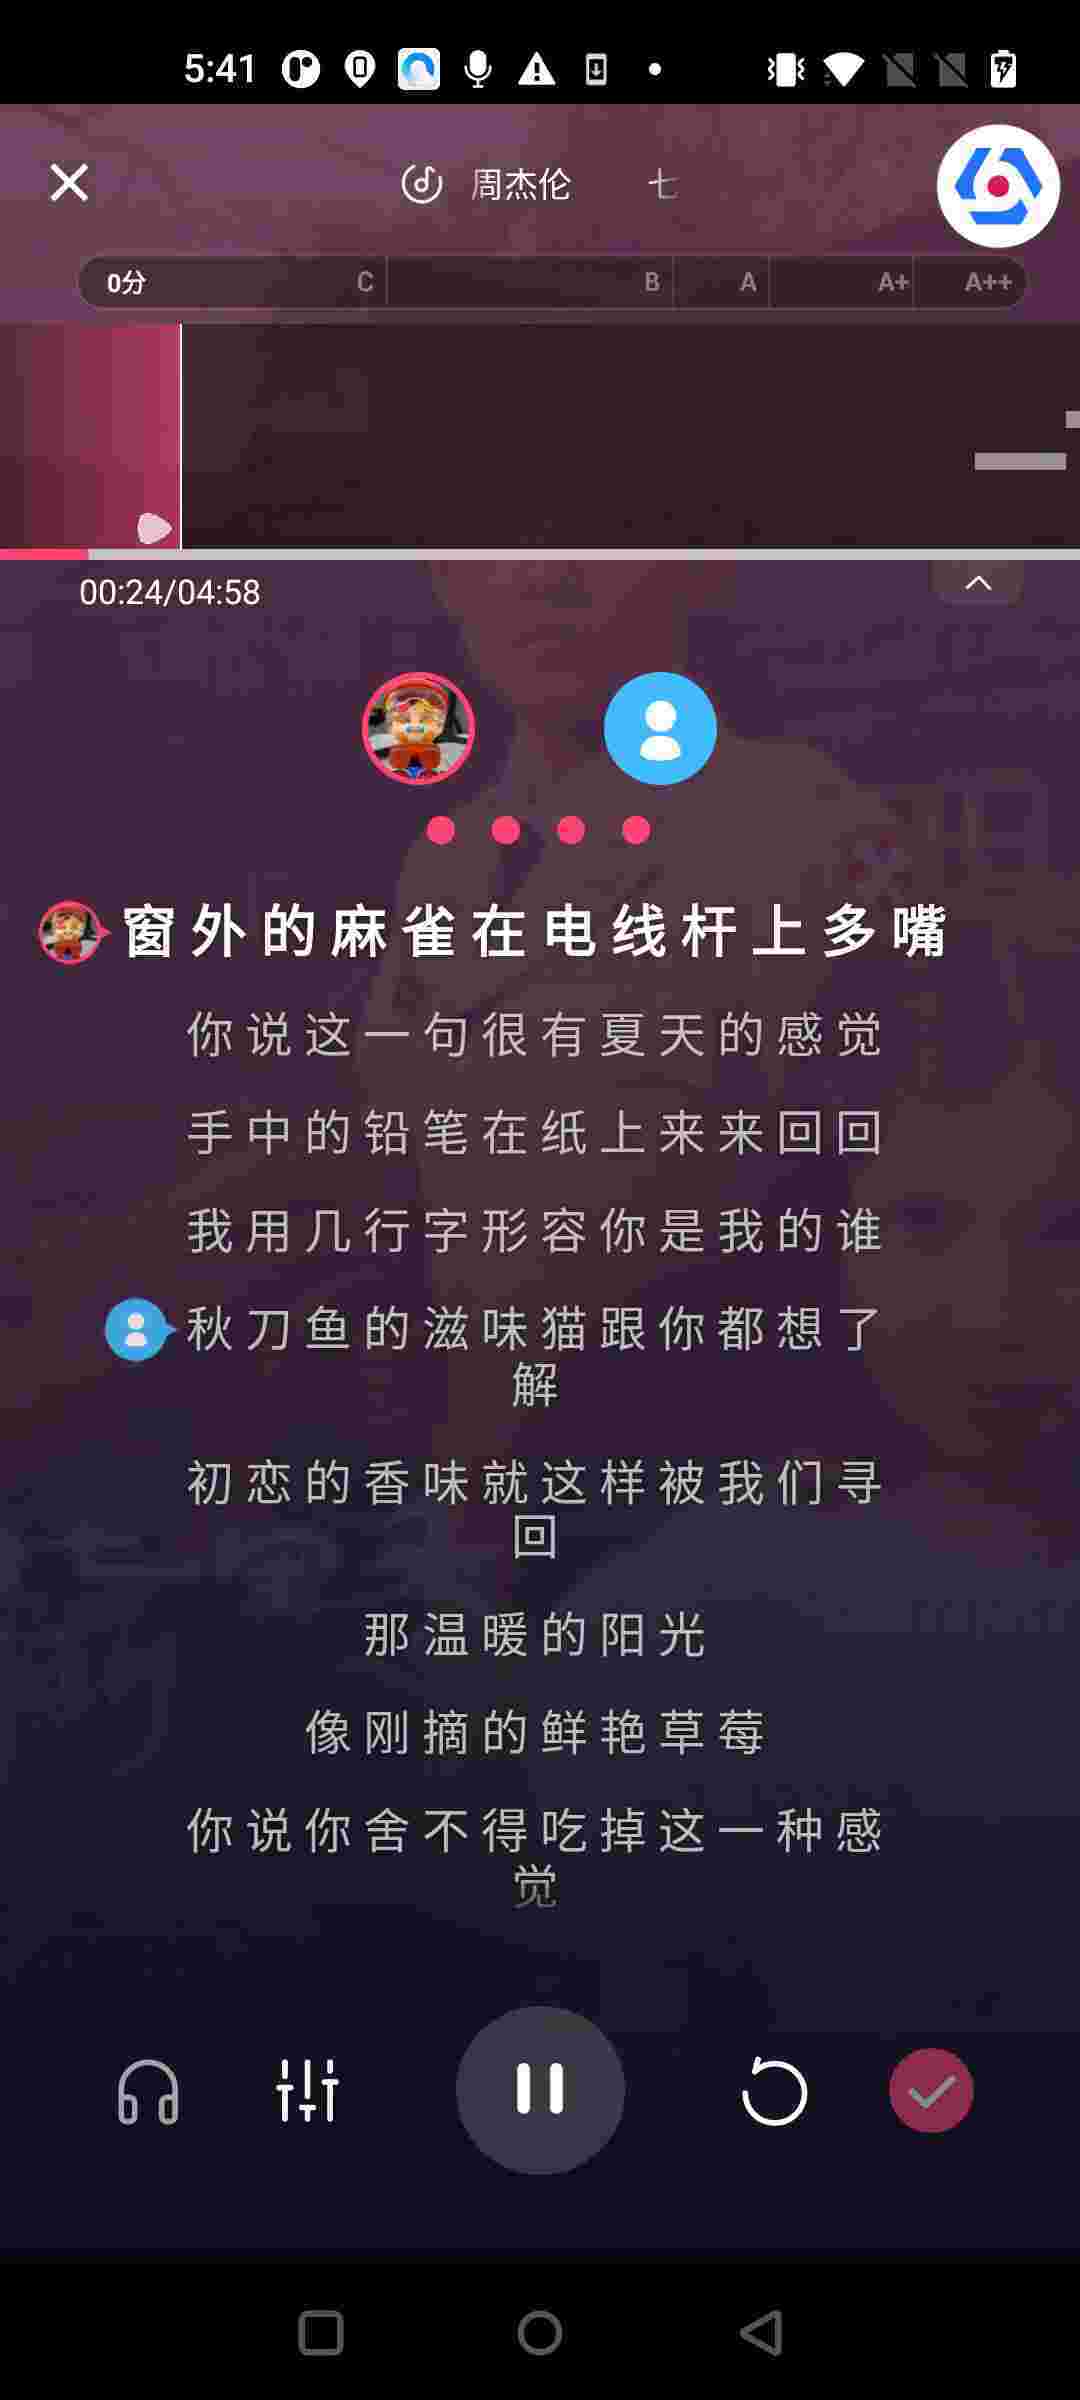 5:41
周杰伦 七
0分 C B A A+ A++
00:24/04:58
窗外的麻雀在电线杆上多嘴
你说这一句很有夏天的感觉
手中的铅笔在纸上来来回回
我用几行字形容你是我的谁
秋刀鱼的滋味猫跟你都想了
解
初恋的香味就这样被我们寻
回
那温暖的阳光
像刚摘的鲜艳草莓
你说你舍不得吃掉这一种感
觉